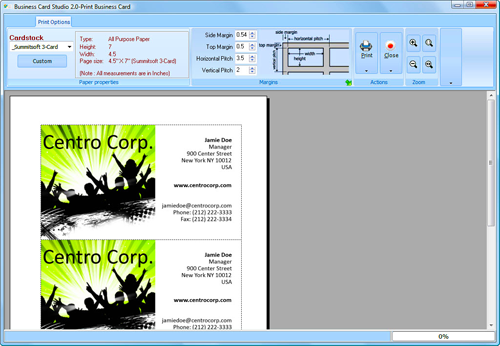 Business Card Studio 2.0-Print Business Card
Print Options
Cardstock
_Summitsoft 3-Card
Custom
Type: All Purpose Paper
Height: 7
Width: 4.5
Page size: 4.5" X 7" (Summitsoft 3-Card)
(Note : All measurements are in Inches)
Paper properties
Side Margin 0.54
Top Margin 0.5
Horizontal Pitch 3.5
Vertical Pitch 2
side margin
horizontal pitch
top margin
vertical pitch
width
height
Margins
Print
Close
Actions
Zoom
Centro Corp.
Jamie Doe
Manager
900 Center Street
New York NY 10012
USA
www.centrocorp.com
jamiedoe@centrocorp.com
Phone: (212) 222-3333
Fax: (212) 222-3334
Centro Corp.
Jamie Doe
Manager
900 Center Street
New York NY 10012
USA
www.centrocorp.com
jamiedoe@centrocorp.com
Phone: (212) 222-3333
0%